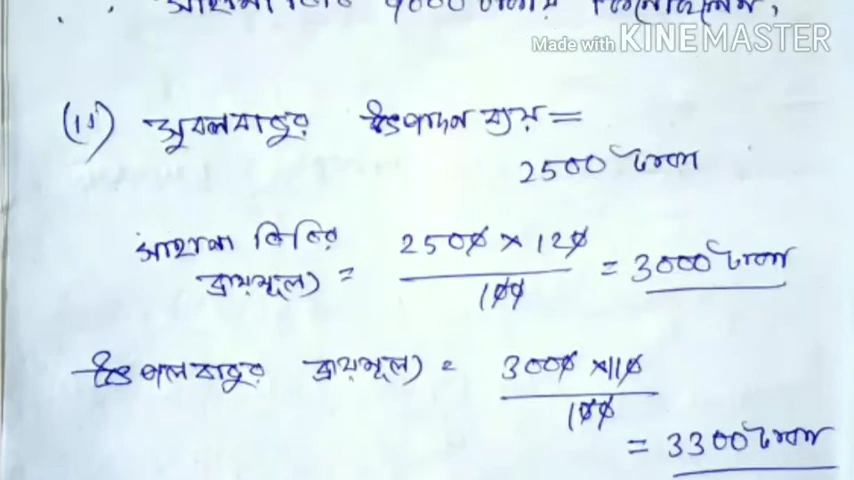 সাহানা দিদি 9000 টাকায় কিনেছিলেন,
Made with KINEMASTER
(ii) সুবলবাবুর উৎপাদন ব্যয় =
2500 টাকা
সাহানা দিদির 2500 × 120
ক্রয়মূল্য = = 3000 টাকা
100
উৎপলবাবুর ক্রয়মূল্য = 3000 × 110
100
= 3300 টাকা